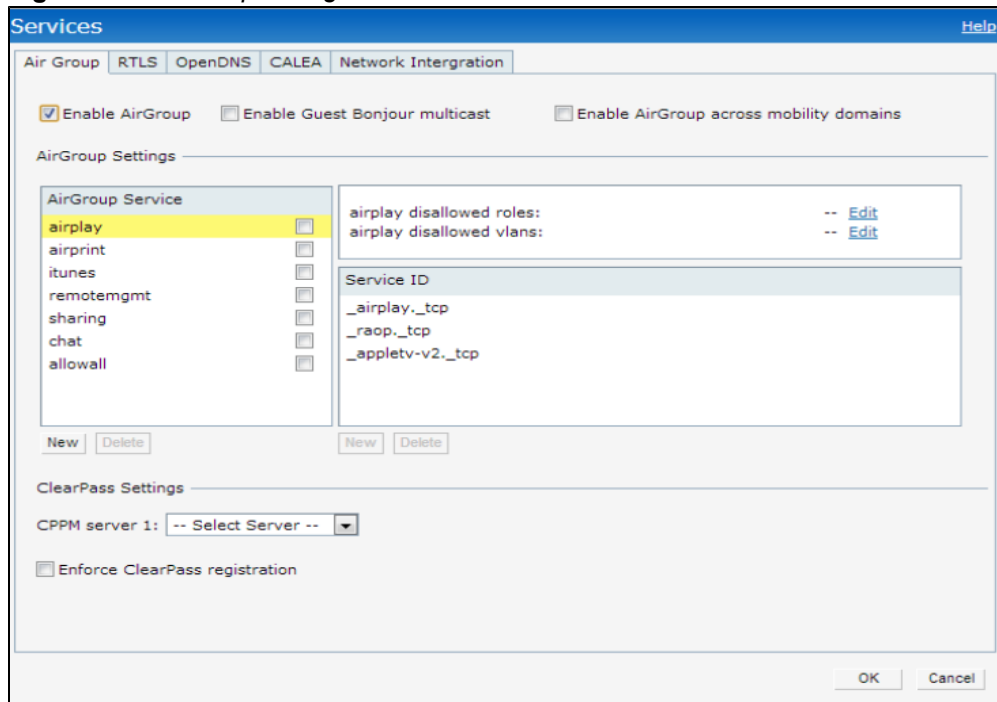 Services
Help
Air Group RTLS OpenDNS CALEA Network Intergration
Enable AirGroup Enable Guest Bonjour multicast Enable AirGroup across mobility domains
AirGroup Settings
AirGroup Service
airplay
airprint
itunes
remotemgmt
sharing
chat
allowall
New Delete
airplay disallowed roles: -- Edit
airplay disallowed vlans: -- Edit
Service ID
_airplay._tcp
_raop._tcp
_appletv-v2._tcp
New Delete
ClearPass Settings
CPPM server 1: -- Select Server --
Enforce ClearPass registration
OK Cancel